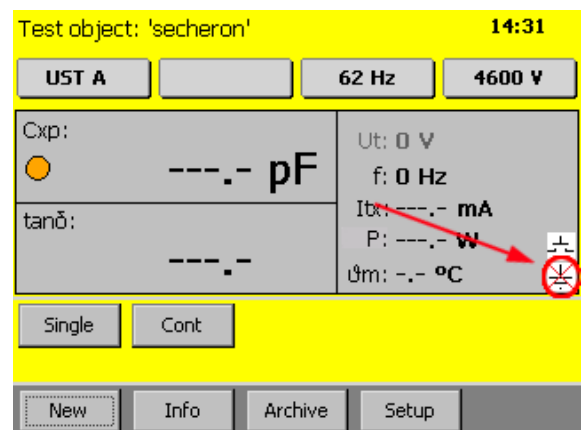 Test object: 'secheron' 14:31
UST A 62 Hz 4600 V
Cxp:
---.- pF
tanδ:
---.-
Ut: 0 V
f: 0 Hz
Itx: ---.- mA
P: ---.- W
ϑm: -.- ºC
Single Cont
New Info Archive Setup